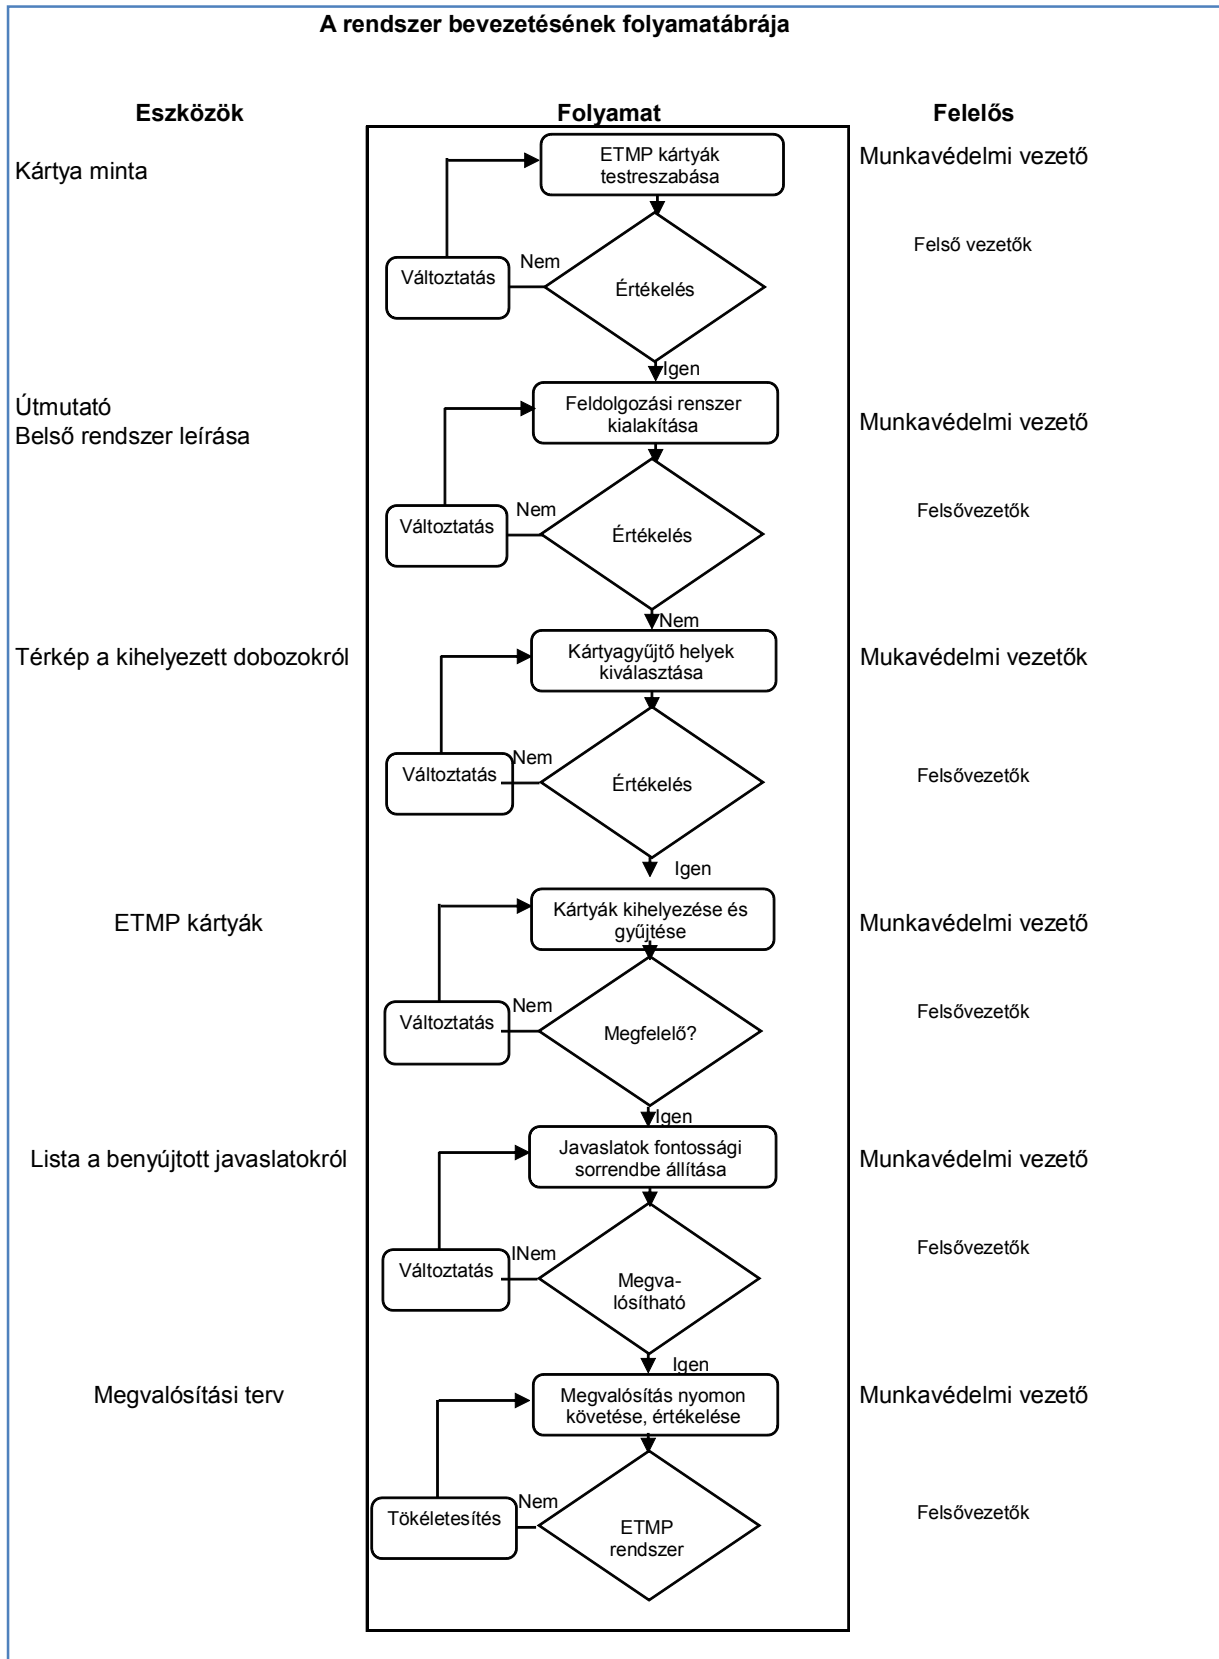 A rendszer bevezetésének folyamatábrája
Eszközök
Folyamat
Felelős
Kártya minta
ETMP kártyák
testreszabása
Munkavédelmi vezető
Felső vezetők
Nem
Változtatás
Értékelés
Igen
Útmutató
Belső rendszer leírása
Feldolgozási renszer
kialakítása
Munkavédelmi vezető
Nem
Felsővezetők
Változtatás
Értékelés
Nem
Térkép a kihelyezett dobozokról
Kártyagyűjtő helyek
kiválasztása
Mukavédelmi vezetők
Nem
Felsővezetők
Változtatás
Értékelés
Igen
ETMP kártyák
Kártyák kihelyezése és
gyűjtése
Munkavédelmi vezető
Nem
Felsővezetők
Változtatás
Megfelelő?
Igen
Lista a benyújtott javaslatokról
Javaslatok fontossági
sorrendbe állítása
Munkavédelmi vezető
INem
Felsővezetők
Változtatás
Megva-
lósítható
Igen
Megvalósítási terv
Megvalósítás nyomon
követése, értékelése
Munkavédelmi vezető
Nem
Felsővezetők
Tökéletesítés
ETMP
rendszer